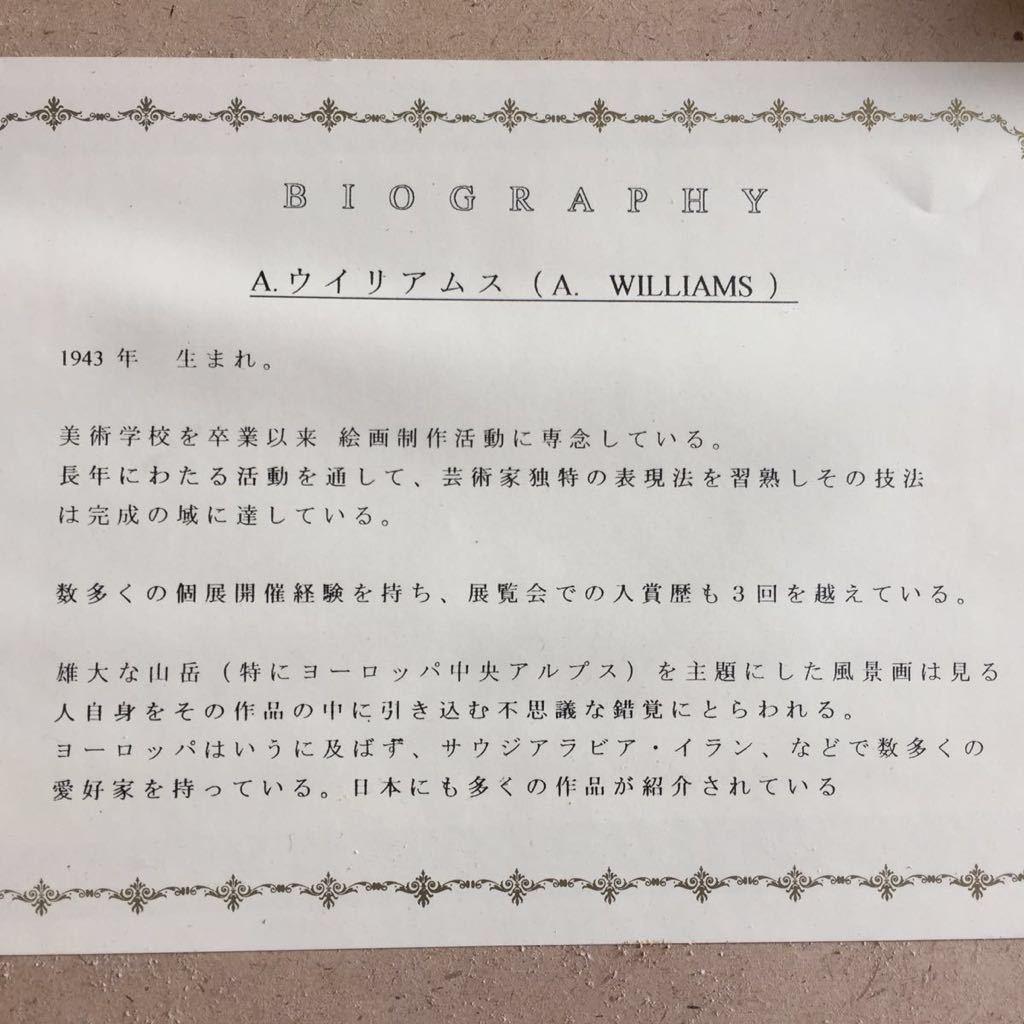 BIOGRAPHY
A.ウイリアムス(A. WILLIAMS)
1943年 生まれ。
美術学校を卒業以来 絵画制作活動に専念している。
長年にわたる活動を通して、芸術家独特の表現法を習熟しその技法
は完成の域に達している。
数多くの個展開催経験を持ち、展覧会での入賞歴も3回を越えている。
雄大な山岳(特にヨーロッパ中央アルプス)を主題にした風景画は見る
人自身をその作品の中に引き込む不思議な錯覚にとらわれる。
ヨーロッパはいうに及ばず、サウジアラビア・イラン、などで数多くの
愛好家を持っている。日本にも多くの作品が紹介されている